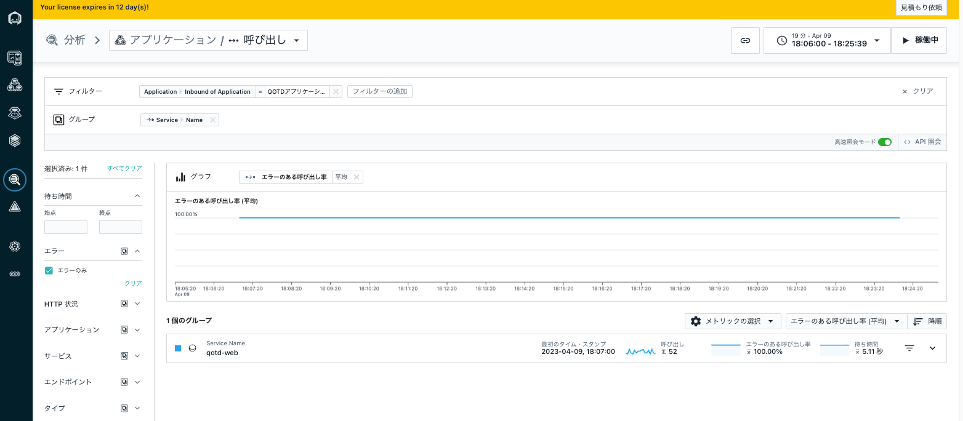 Your license expires in 12 day(s)!
見積もり依頼
分析
アプリケーション / ··· 呼び出し
19 分 - Apr 09
18:06:00 - 18:25:39
稼働中
フィルター
Application › Inbound of Application = QOTDアプリケーシ... ×
フィルターの追加
× クリア
グループ
Service › Name ×
高速照会モード
<> API 照会
選択済み: 1 件
すべてクリア
待ち時間
始点
終点
エラー
エラーのみ
クリア
HTTP 状況
アプリケーション
サービス
エンドポイント
タイプ
グラフ
エラーのある呼び出し率
平均 ×
エラーのある呼び出し率 (平均)
100.00%
18:05:20 18:06:20 18:07:20 18:08:20 18:09:20 18:10:20 18:11:20 18:12:20 18:13:20 18:14:20 18:15:20 18:16:20 18:17:20 18:18:20 18:19:20 18:20:20 18:21:20 18:22:20 18:23:20 18:24:20
Apr 09
1 個のグループ
メトリックの選択
エラーのある呼び出し率 (平均)
降順
Service Name
qotd-web
最初のタイム・スタンプ
2023-04-09, 18:07:00
呼び出し
Σ 52
エラーのある呼び出し率
x̄ 100.00%
待ち時間
x̄ 5.11 秒